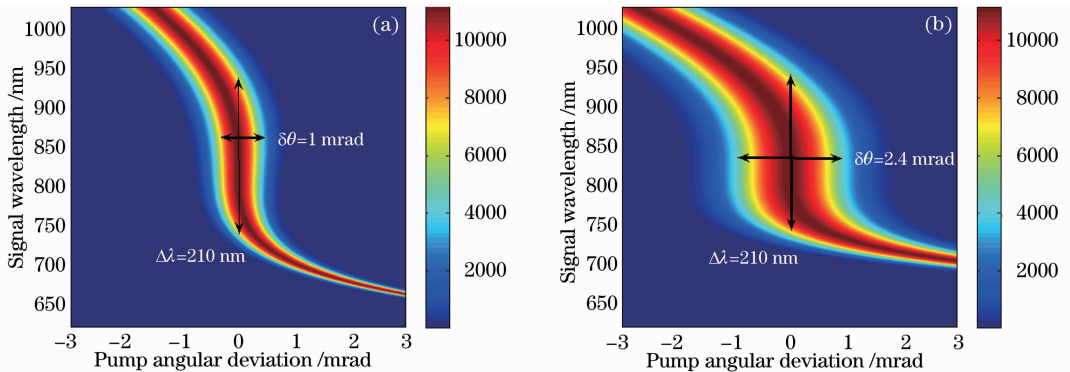 (a)
Signal wavelength /nm
1000
950
900
850
800
750
700
650
δθ=1 mrad
Δλ=210 nm
−3 −2 −1 0 1 2 3
Pump angular deviation /mrad
10000
8000
6000
4000
2000
(b)
Signal wavelength /nm
1000
950
900
850
800
750
700
650
δθ=2.4 mrad
Δλ=210 nm
−3 −2 −1 0 1 2 3
Pump angular deviation /mrad
10000
8000
6000
4000
2000